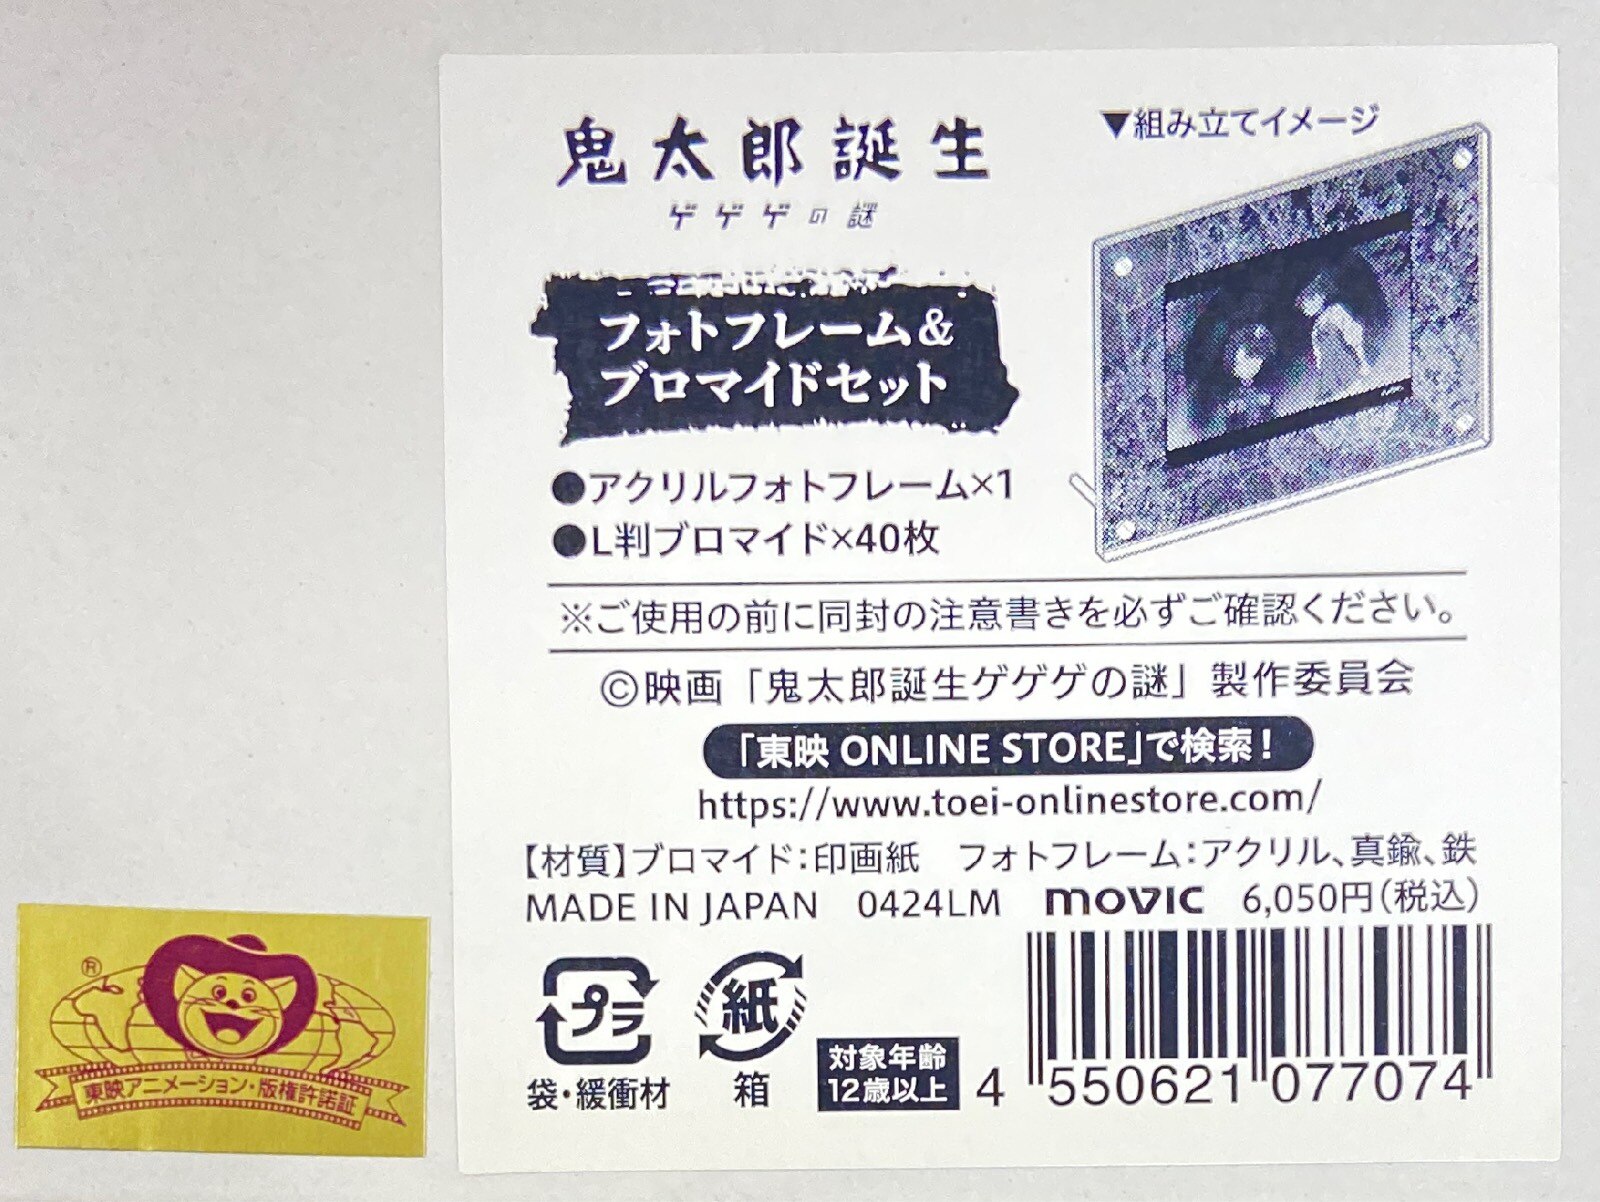 鬼太郎誕生
ゲゲゲの謎
フォトフレーム&
ブロマイドセット
●アクリルフォトフレーム×1
●L判ブロマイド×40枚
▼組み立てイメージ
※ご使用の前に同封の注意書きを必ずご確認ください。
©映画「鬼太郎誕生ゲゲゲの謎」製作委員会
「東映 ONLINE STORE」で検索!
https://www.toei-onlinestore.com/
【材質】ブロマイド:印画紙 フォトフレーム:アクリル、真鍮、鉄
MADE IN JAPAN 0424LM movic 6,050円(税込)
プラ
袋・緩衝材
紙
箱
対象年齢
12歳以上
4 550621 077074
®
東映アニメーション・版権許諾証